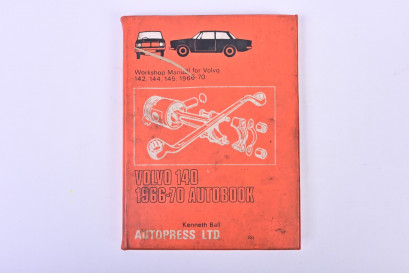 Workshop Manual for Volvo
142, 144, 145, 1966-70
VOLVO 140
1966-70 AUTOBOOK
Kenneth Ball
AUTOPRESS LTD